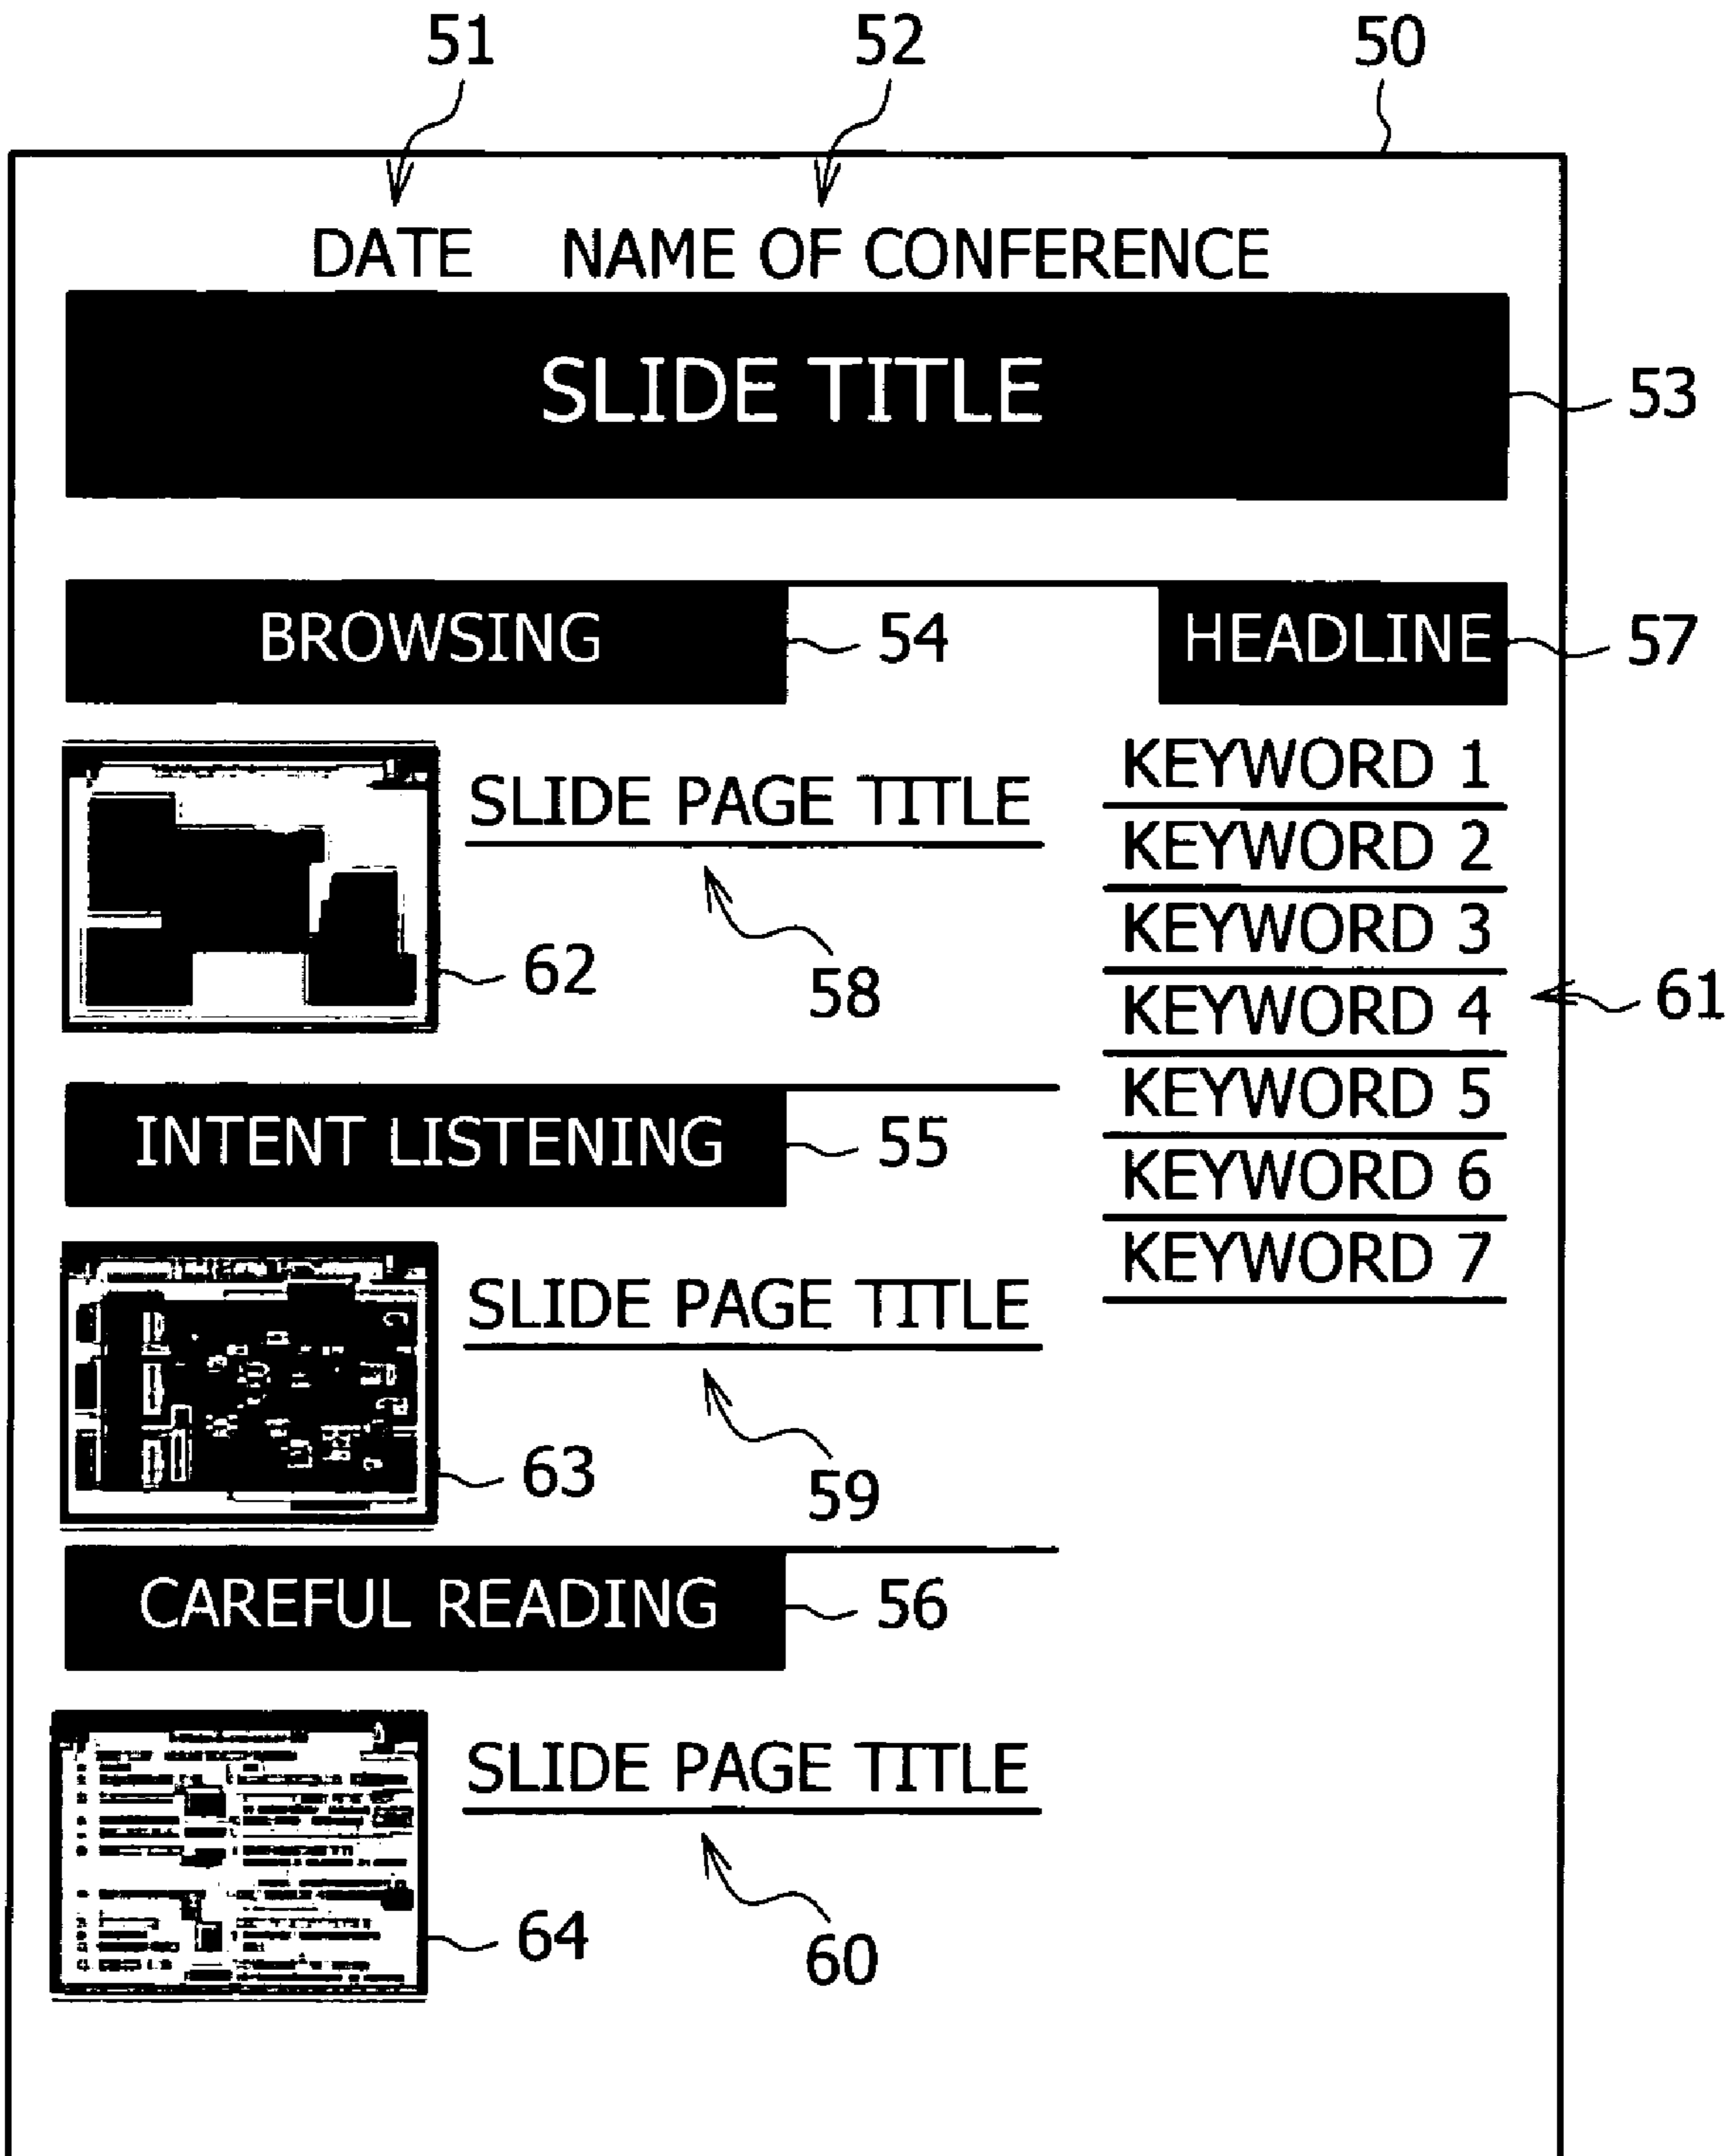 51 52 50
DATE NAME OF CONFERENCE
SLIDE TITLE
53
BROWSING
54
HEADLINE
57
SLIDE PAGE TITLE
62
58
KEYWORD 1
KEYWORD 2
KEYWORD 3
KEYWORD 4
KEYWORD 5
KEYWORD 6
KEYWORD 7
61
INTENT LISTENING
55
SLIDE PAGE TITLE
63
59
CAREFUL READING
56
SLIDE PAGE TITLE
64
60